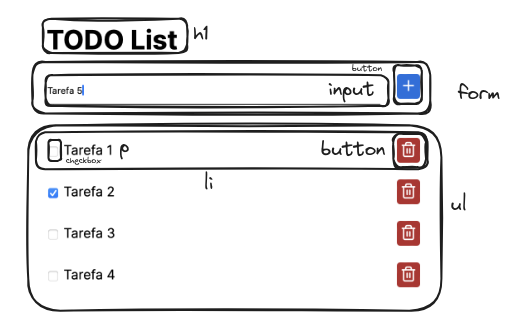 TODO List h1
button
Tarefa 5 input + form
Tarefa 1 p button
checkbox
li
Tarefa 2
ul
Tarefa 3
Tarefa 4